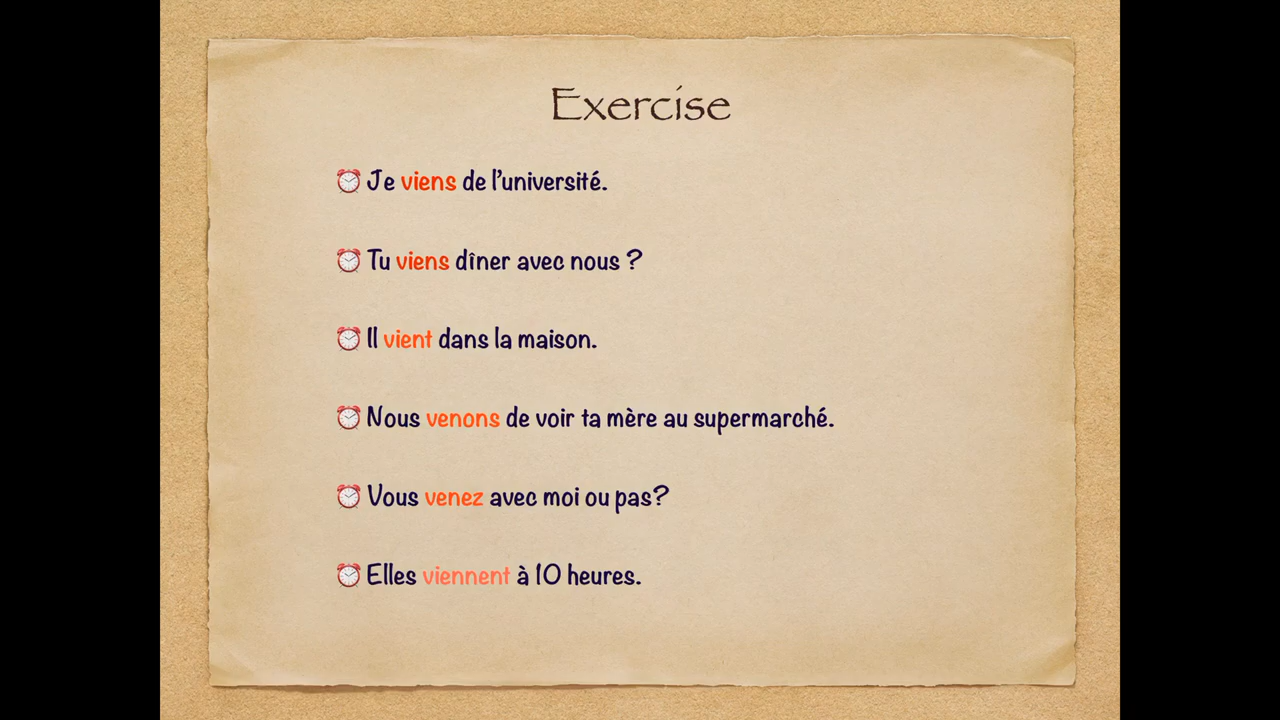 Exercise
Je viens de l'université.
Tu viens dîner avec nous ?
Il vient dans la maison.
Nous venons de voir ta mère au supermarché.
Vous venez avec moi ou pas?
Elles viennent à 10 heures.